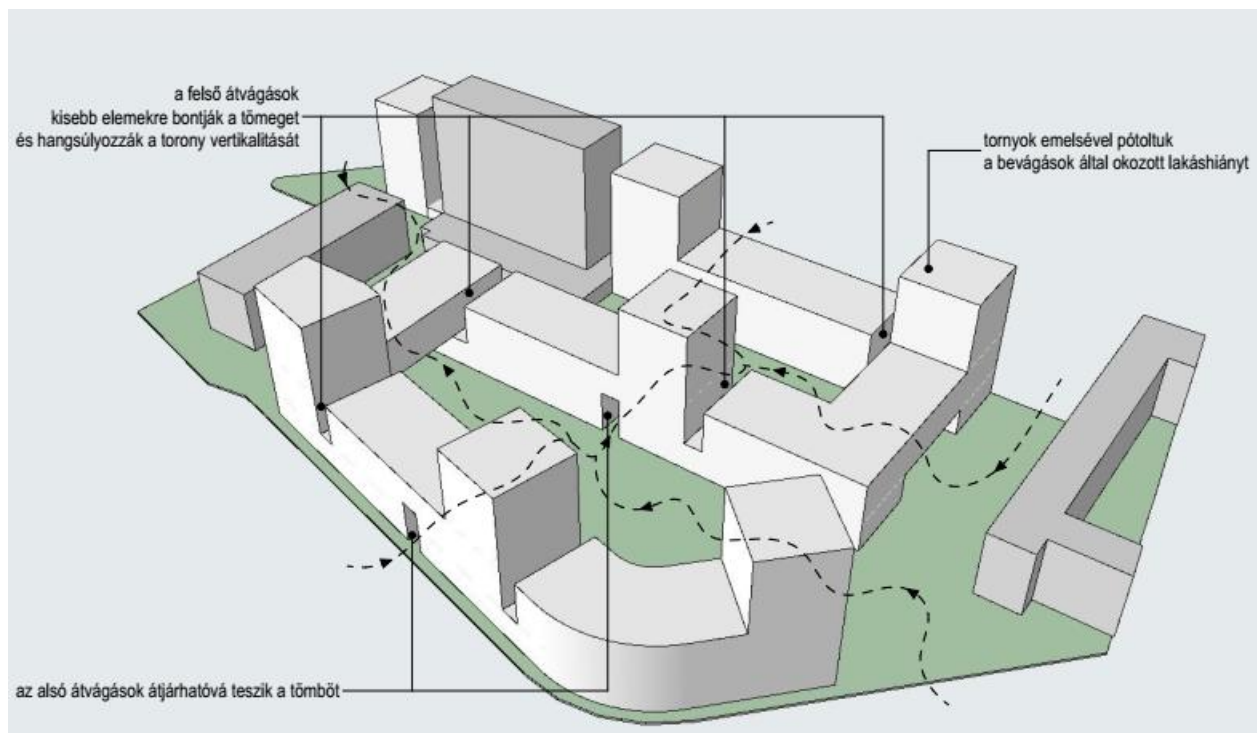 a felső átvágások
kisebb elemekre bontják a tömeget
és hangsúlyozzák a torony vertikalitását
tornyok emelsével pótoltuk
a bevágások által okozott lakáshiányt
az alsó átvágások átjárhatóvá teszik a tömböt